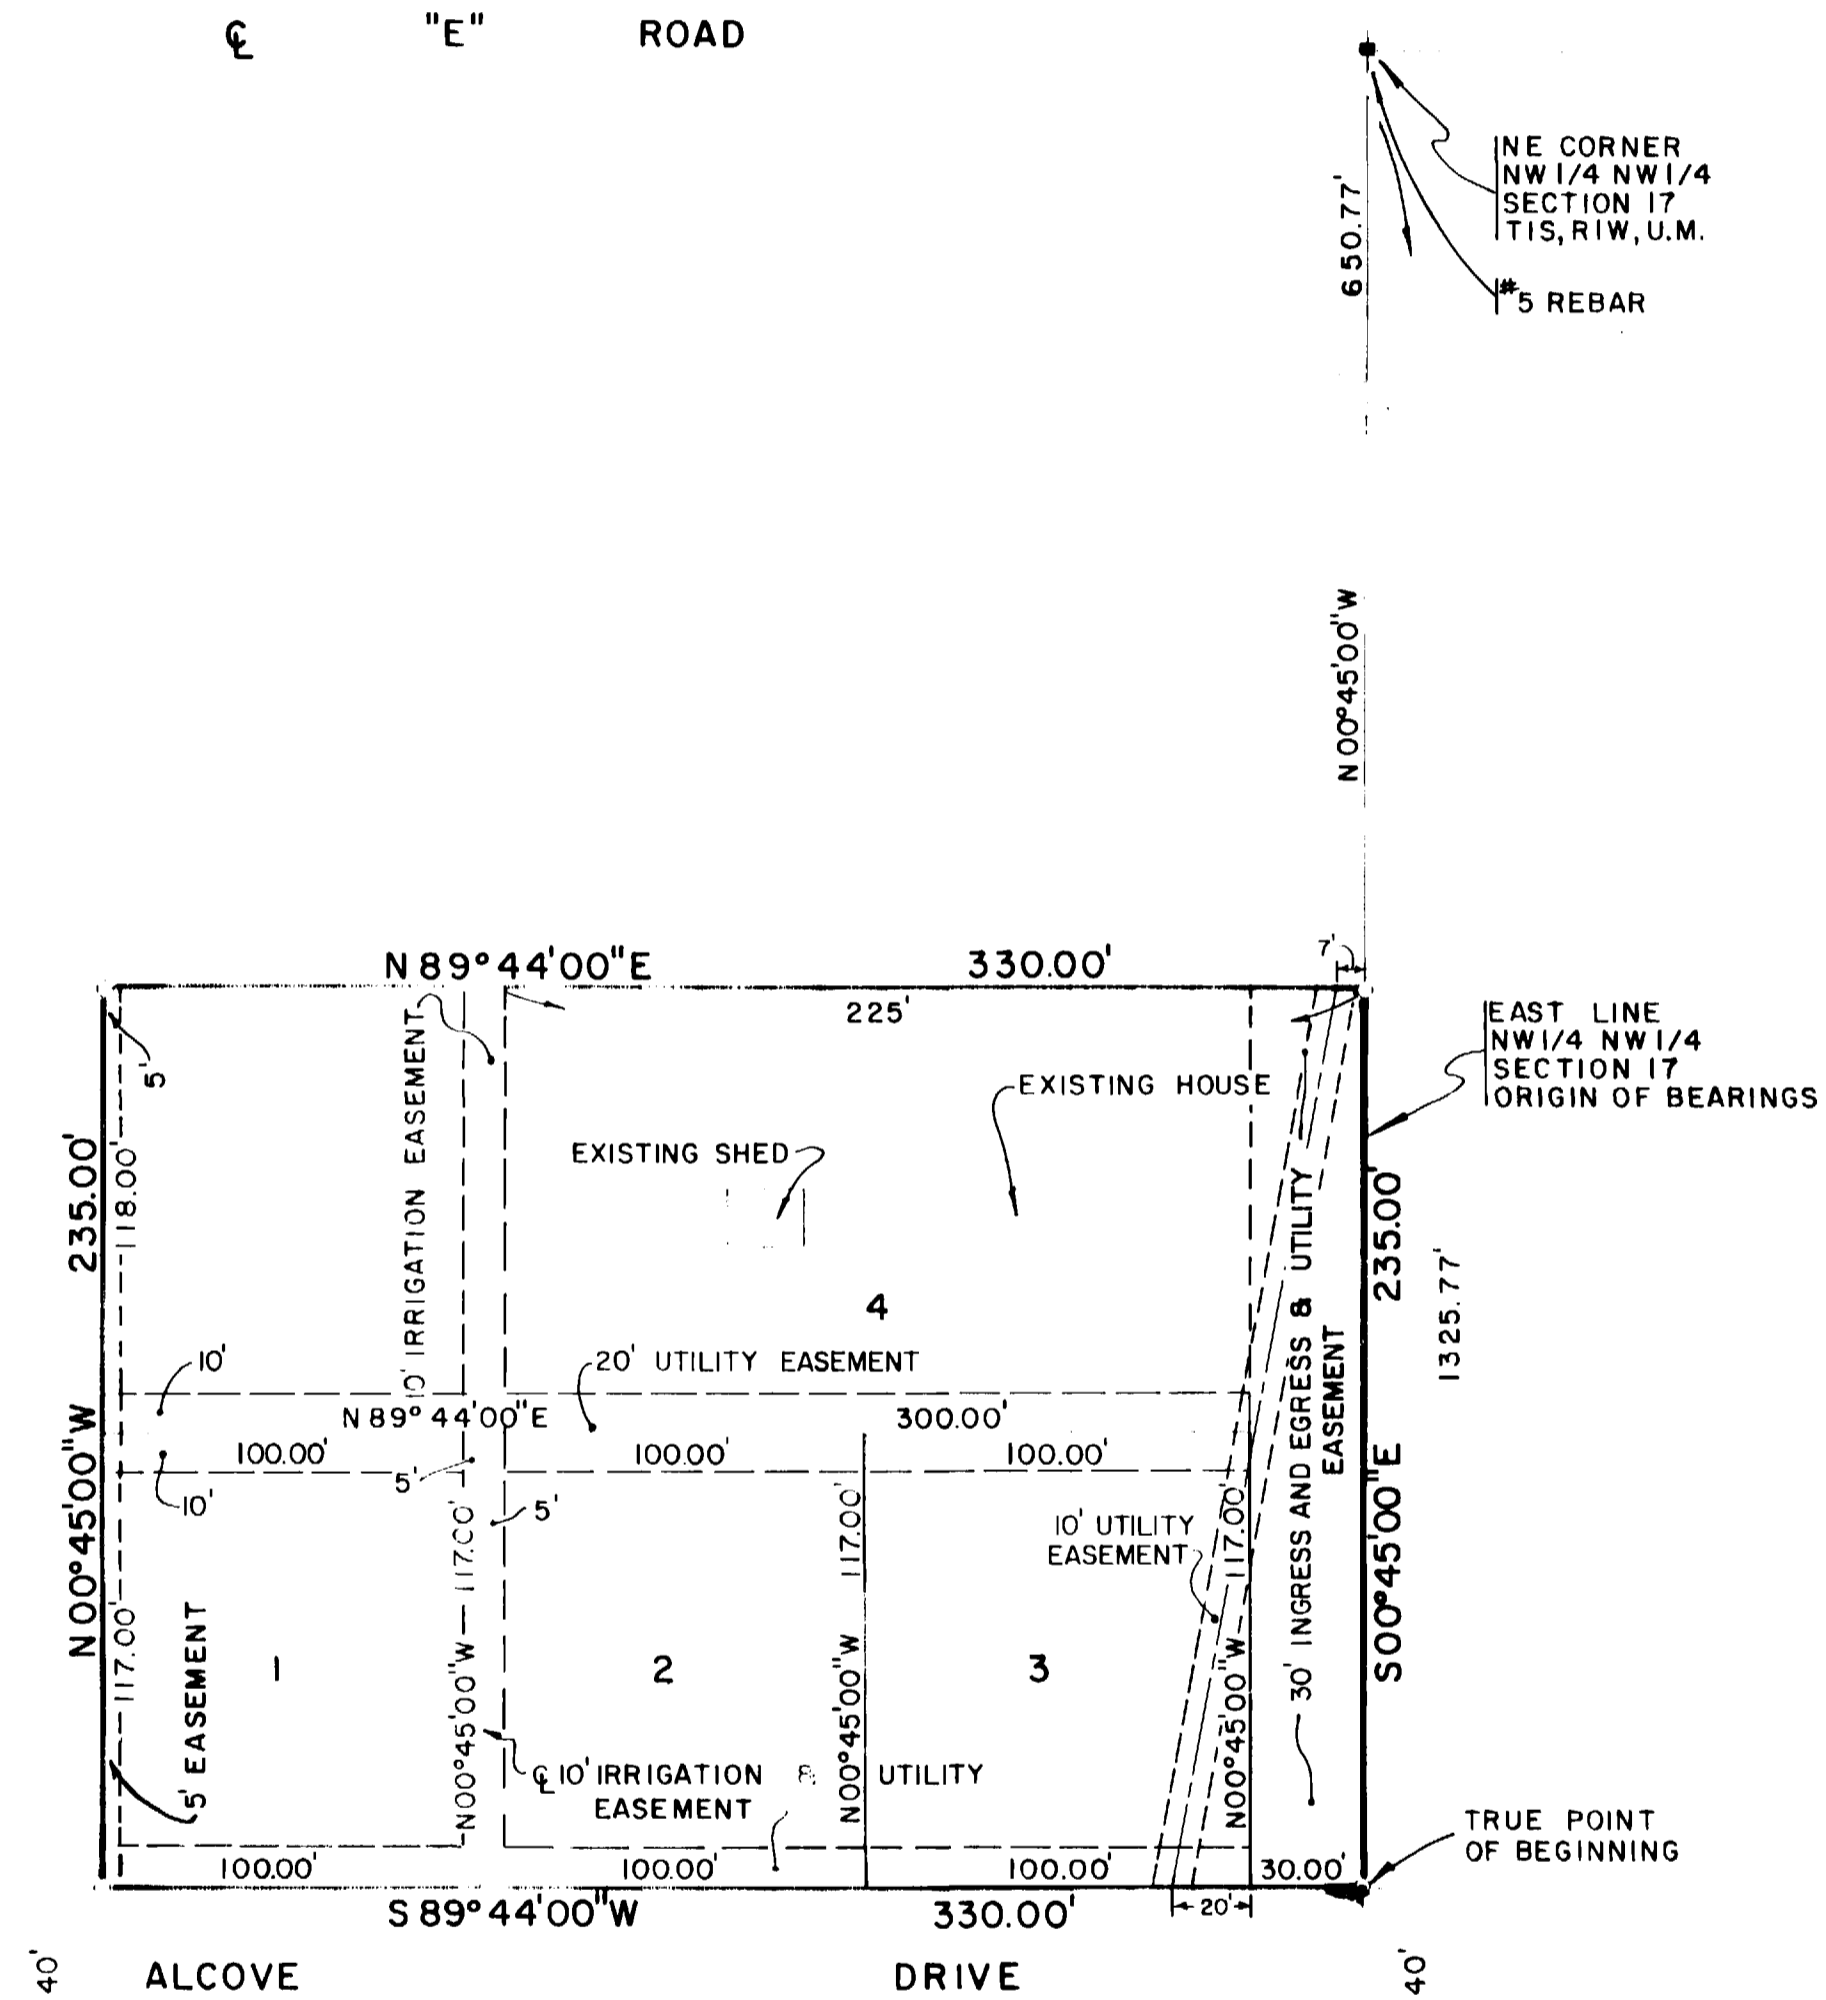 ℄ "E" ROAD
NE CORNER
NW 1/4 NW 1/4
SECTION 17
T1S, R1W, U.M.
#5 REBAR
650.77'
N 00°45'00"W
N 89°44'00"E 330.00'
7'
225'
5'
EAST LINE
NW 1/4 NW 1/4
SECTION 17
ORIGIN OF BEARINGS
EXISTING HOUSE
EXISTING SHED
10' IRRIGATION EASEMENT
235.00'
118.00'
235.00'
1325.77'
4
10'
20' UTILITY EASEMENT
N 89°44'00"E 300.00'
100.00' 100.00' 100.00'
5'
10'
5'
N 00°45'00"W
117.00'
117.00'
117.00'
117.00'
10' UTILITY
EASEMENT
30' INGRESS AND EGRESS & UTILITY
EASEMENT
S 00°45'00"E
5' EASEMENT
1
2
3
N 00°45'00"W
N 00°45'00"W
N 00°45'00"W
℄ 10' IRRIGATION & UTILITY
EASEMENT
TRUE POINT
OF BEGINNING
100.00' 100.00' 100.00' 30.00'
S 89°44'00"W 330.00'
20'
40' ALCOVE DRIVE 40'